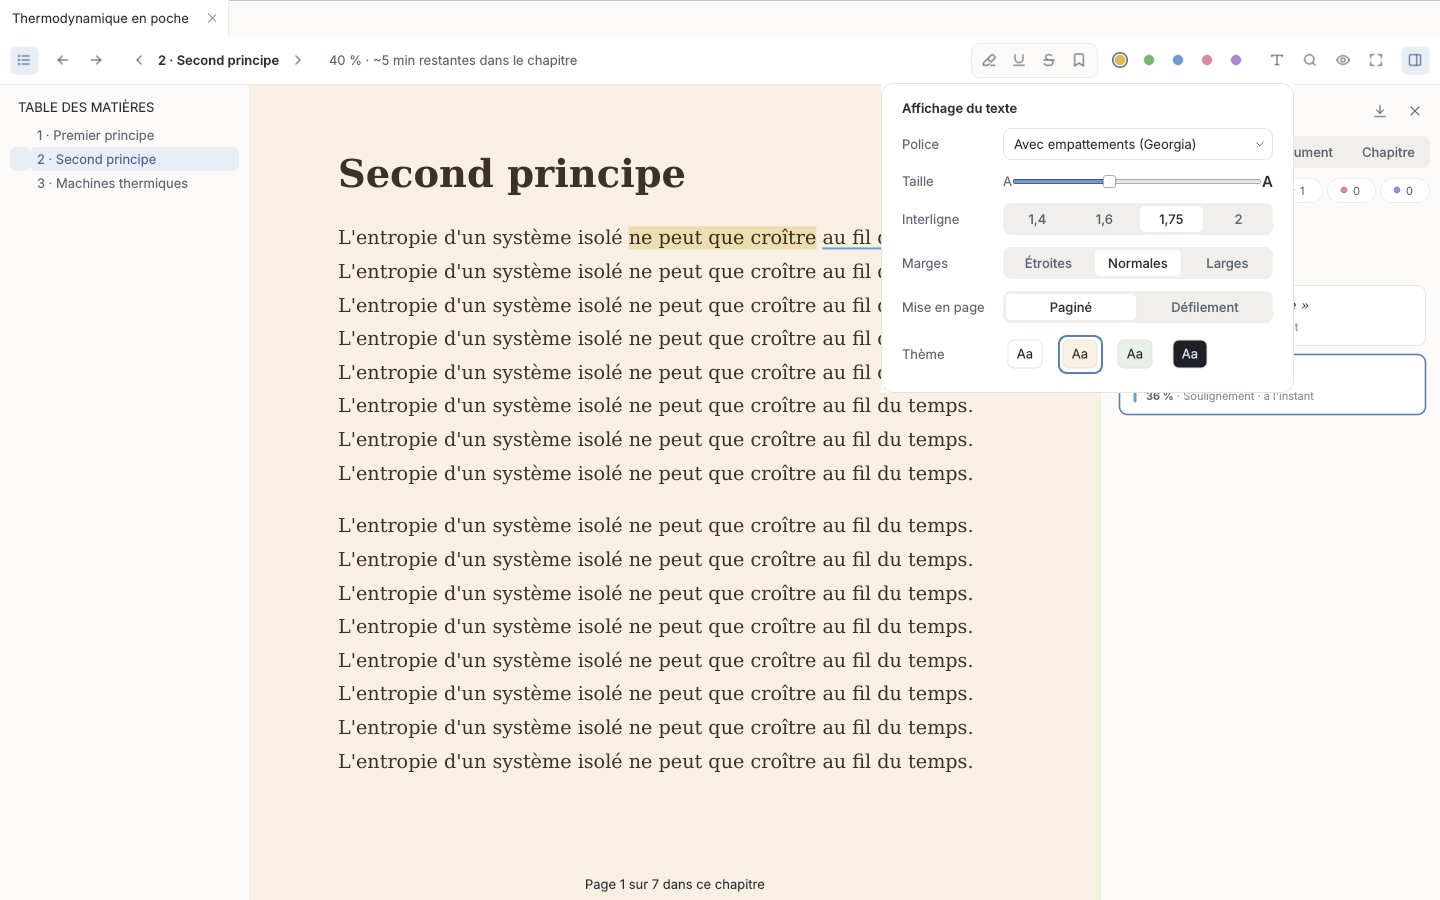 Thermodynamique en poche
2 · Second principe
40 % · ~5 min restantes dans le chapitre
TABLE DES MATIÈRES
1 · Premier principe
2 · Second principe
3 · Machines thermiques
Second principe
L'entropie d'un système isolé ne peut que croître au fil
L'entropie d'un système isolé ne peut que croître au fil
L'entropie d'un système isolé ne peut que croître au fil
L'entropie d'un système isolé ne peut que croître au fil
L'entropie d'un système isolé ne peut que croître au fil
L'entropie d'un système isolé ne peut que croître au fil du temps.
L'entropie d'un système isolé ne peut que croître au fil du temps.
L'entropie d'un système isolé ne peut que croître au fil du temps.
L'entropie d'un système isolé ne peut que croître au fil du temps.
L'entropie d'un système isolé ne peut que croître au fil du temps.
L'entropie d'un système isolé ne peut que croître au fil du temps.
L'entropie d'un système isolé ne peut que croître au fil du temps.
L'entropie d'un système isolé ne peut que croître au fil du temps.
L'entropie d'un système isolé ne peut que croître au fil du temps.
L'entropie d'un système isolé ne peut que croître au fil du temps.
L'entropie d'un système isolé ne peut que croître au fil du temps.
Page 1 sur 7 dans ce chapitre
Affichage du texte
Police Avec empattements (Georgia)
Taille A A
Interligne 1,4 1,6 1,75 2
Marges Étroites Normales Larges
Mise en page Paginé Défilement
Thème Aa Aa Aa Aa
Chapitre
1 0 0
36 % · Soulignement · à l'instant